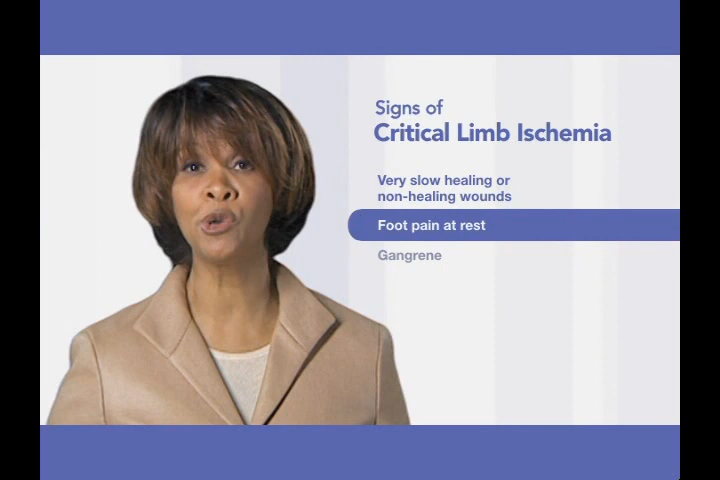 Signs of
Critical Limb Ischemia
Very slow healing or
non-healing wounds
Foot pain at rest
Gangrene